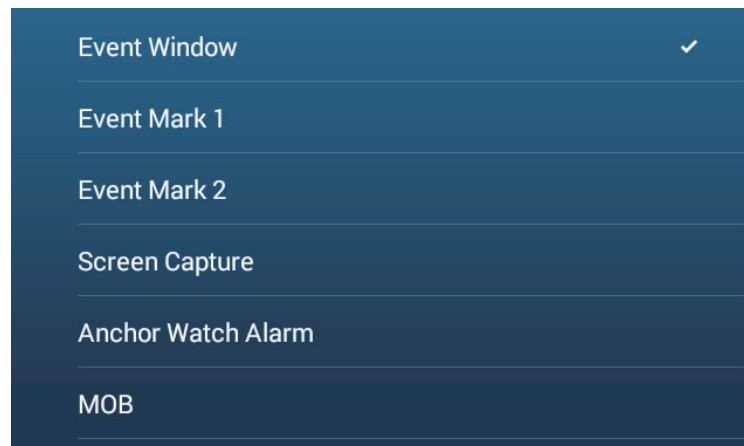 Event Window
Event Mark 1
Event Mark 2
Screen Capture
Anchor Watch Alarm
MOB